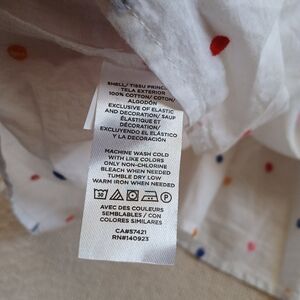 SHELL/ TISSU PRINCI
TELA EXTERIOR
100% COTTON/ COTON/
ALGODÓN
EXCLUSIVE OF ELASTIC
AND DECORATION/ SAUF
ÉLASTIQUE ET
DÉCORATION/
EXCLUYENDO EL ELÁSTICO
Y LA DECORACIÓN
MACHINE WASH COLD
WITH LIKE COLORS
ONLY NON-CHLORINE
BLEACH WHEN NEEDED
TUMBLE DRY LOW
WARM IRON WHEN NEEDED
30
P
AVEC DES COULEURS
SEMBLABLES / CON
COLORES SIMILARES
CA#57421
RN#140923